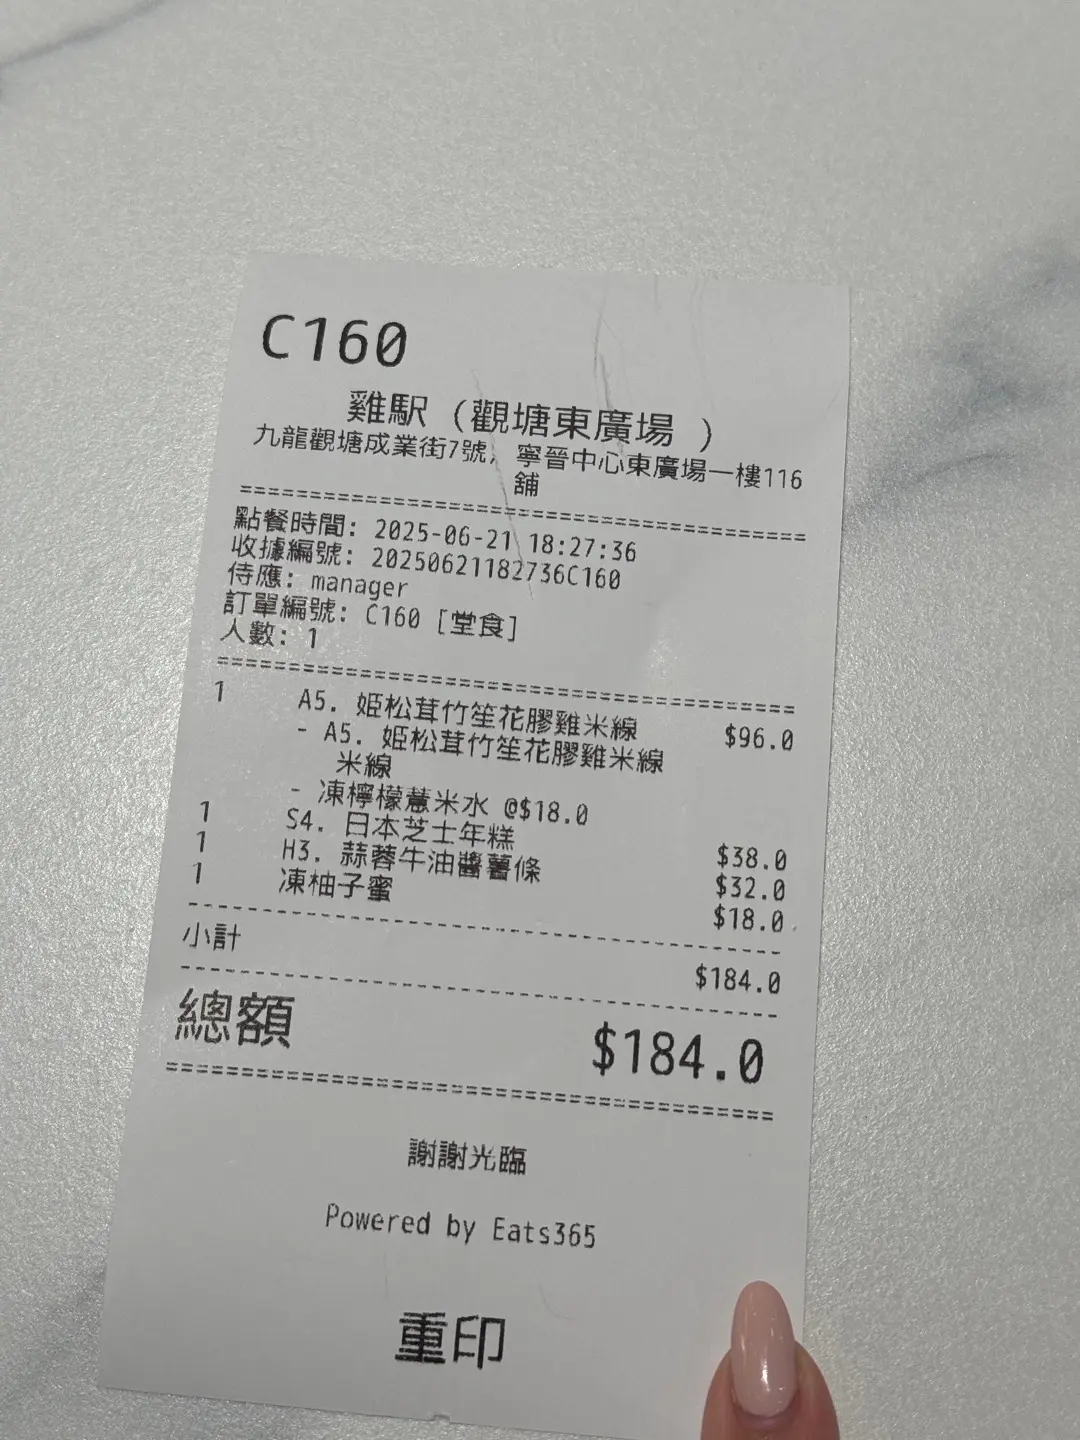 C160
雞駅 (觀塘東廣場 )
九龍觀塘成業街7號, 寧晉中心東廣場一樓116
舖
========================================
點餐時間: 2025-06-21 18:27:36
收據編號: 20250621182736C160
侍應: manager
訂單編號: C160 [堂食]
人數: 1
========================================
1 A5. 姫松茸竹笙花膠雞米線 $96.0
- A5. 姫松茸竹笙花膠雞米線
米線
- 凍檸檬薏米水 @$18.0
1 S4. 日本芝士年糕 $38.0
1 H3. 蒜蓉牛油醬薯條 $32.0
1 凍柚子蜜 $18.0
----------------------------------------
小計 $184.0
----------------------------------------
總額 $184.0
========================================
謝謝光臨
Powered by Eats365
重印